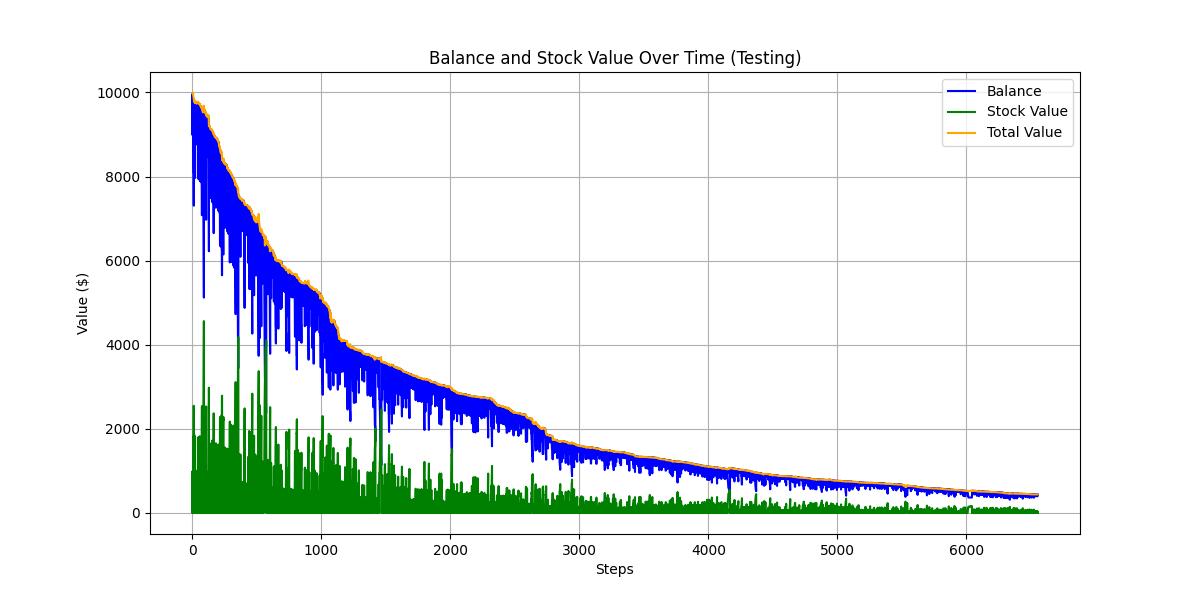 Balance and Stock Value Over Time (Testing)
Balance
Stock Value
Total Value
Value ($)
10000
8000
6000
4000
2000
0
0 1000 2000 3000 4000 5000 6000
Steps